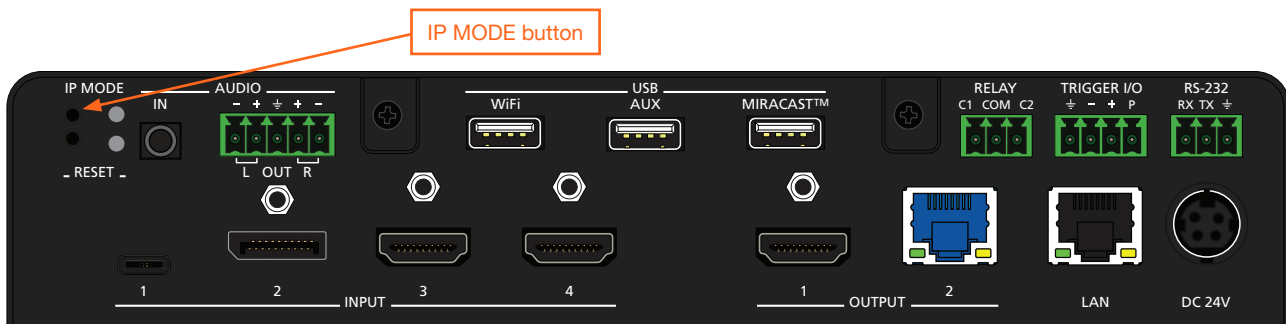 IP MODE button
IP MODE
AUDIO
USB
RELAY
TRIGGER I/O
RS-232
IN
- + ⏚ + -
WiFi
AUX
MIRACAST™
C1 COM C2
⏚ - + P
RX TX ⏚
RESET
L OUT R
1
2
3
4
1
2
INPUT
OUTPUT
LAN
DC 24V